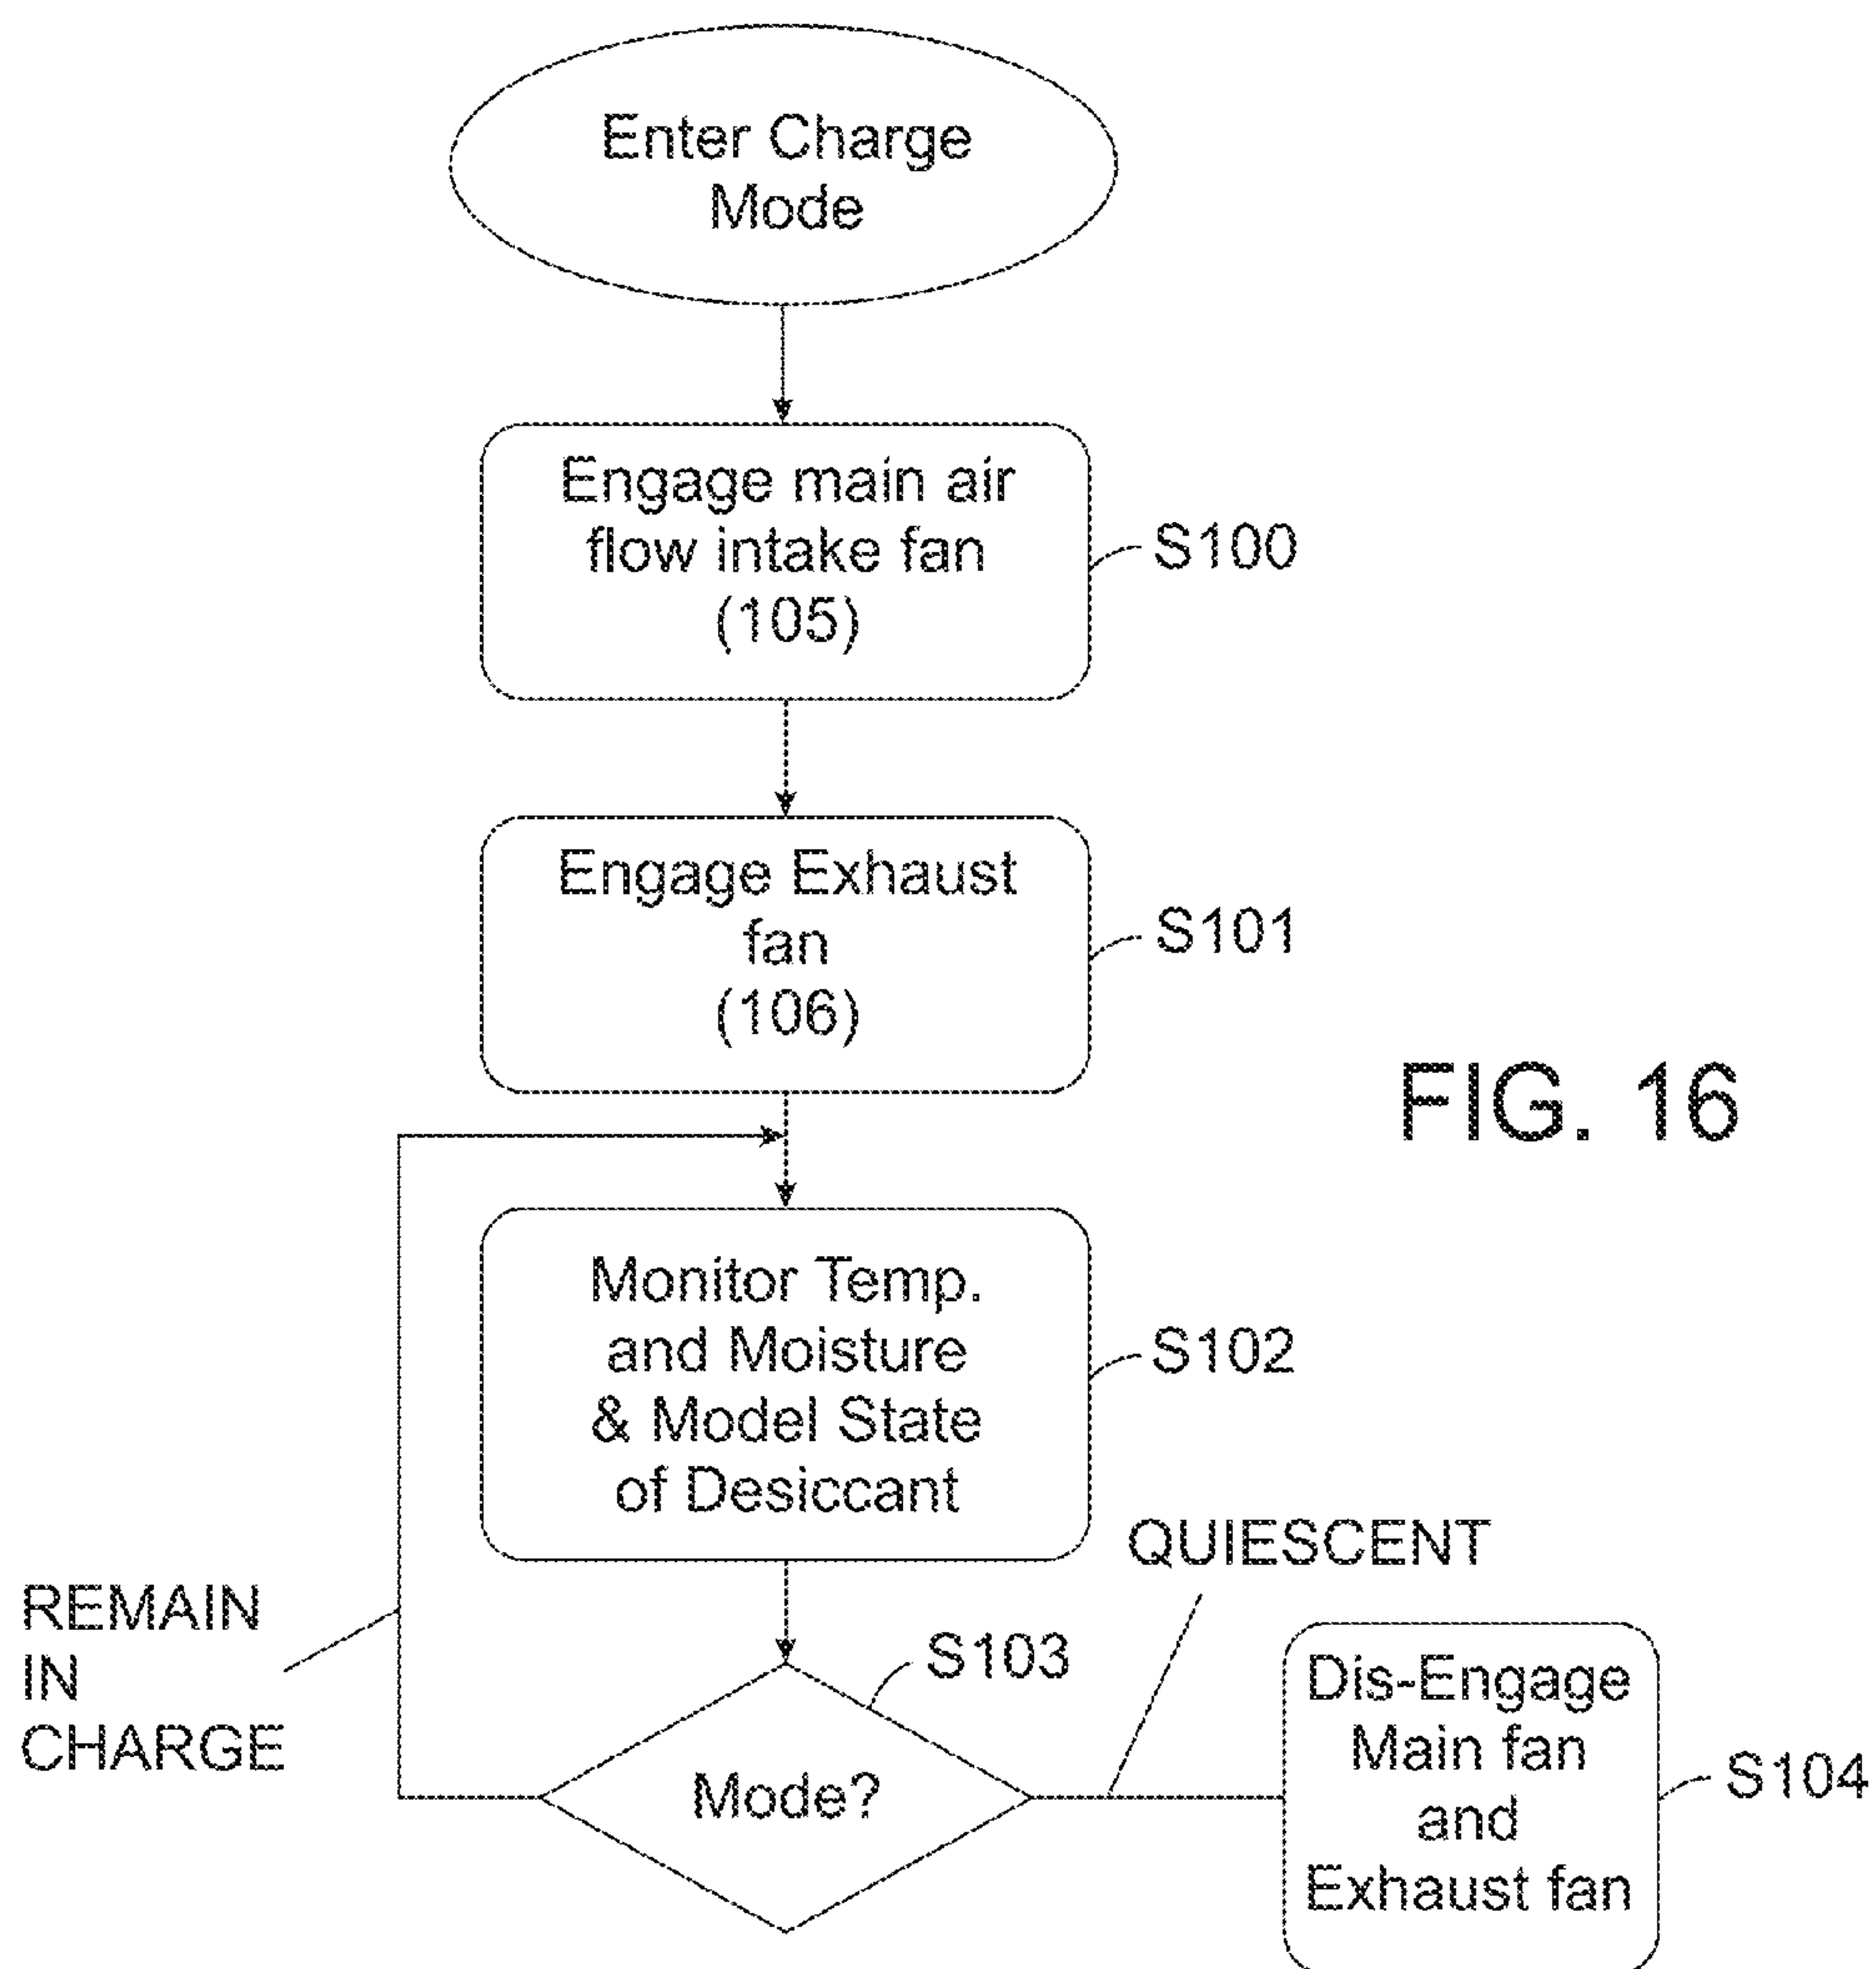 Enter Charge
Mode
Engage main air
flow intake fan
(105)
S100
Engage Exhaust
fan
(106)
S101
FIG. 16
Monitor Temp.
and Moisture
& Model State
of Desiccant
S102
QUIESCENT
REMAIN
IN
CHARGE
S103
Mode?
Dis-Engage
Main fan
and
Exhaust fan
S104